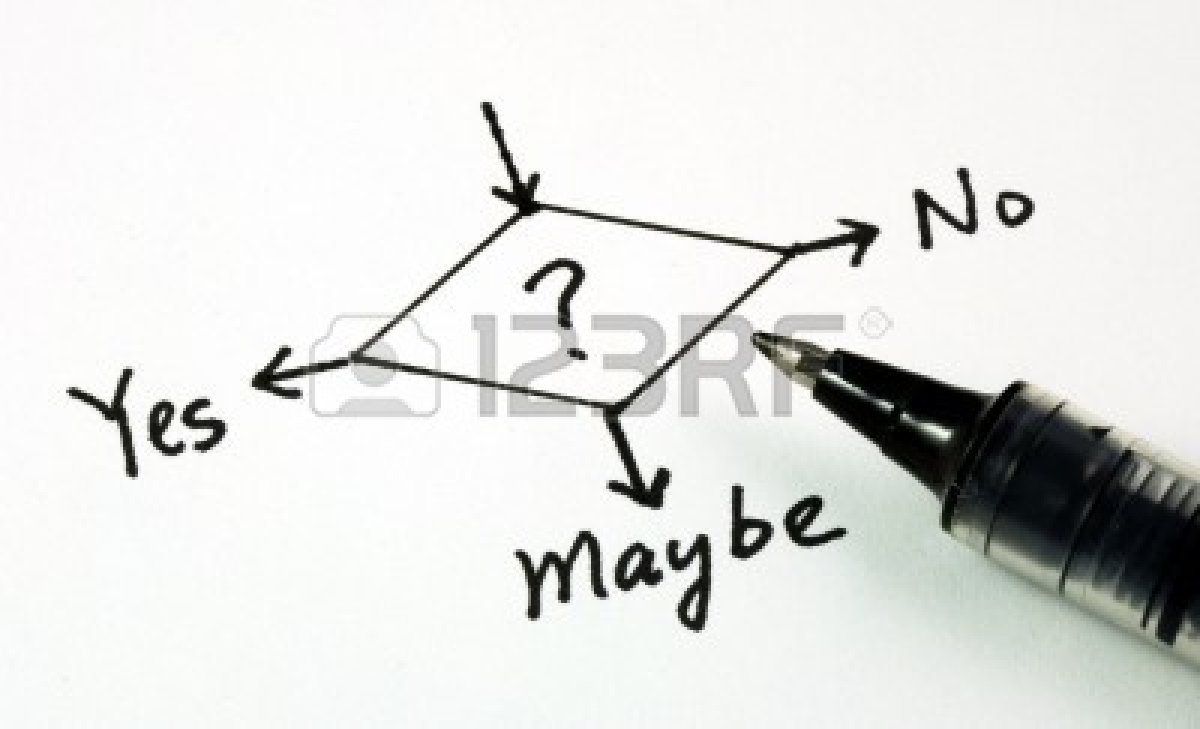 No
?
123RF®
Yes
Maybe